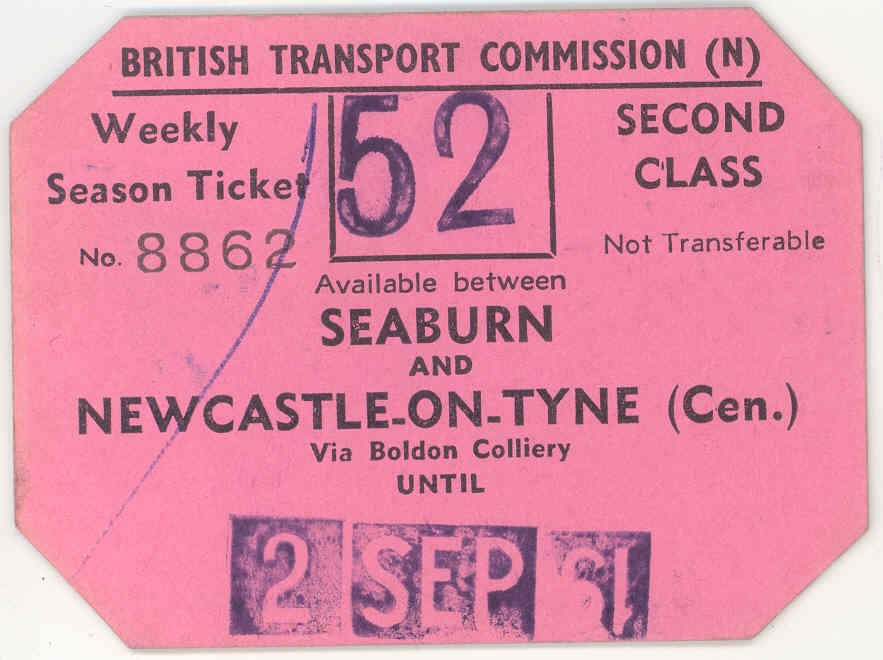 BRITISH TRANSPORT COMMISSION (N)
Weekly
Season Ticket
No. 8862
52
SECOND
CLASS
Not Transferable
Available between
SEABURN
AND
NEWCASTLE-ON-TYNE (Cen.)
Via Boldon Colliery
UNTIL
2 SEP 61